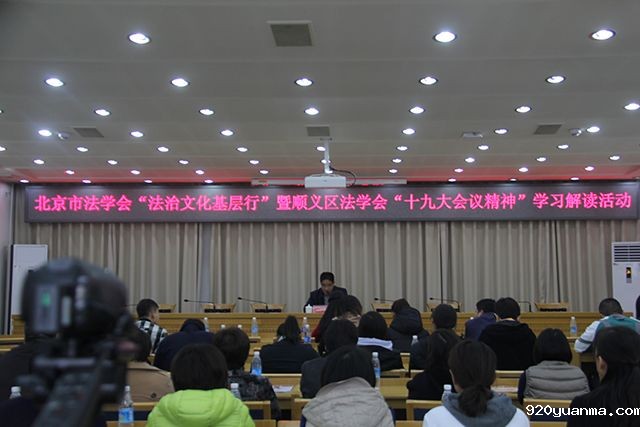 北京市法学会“法治文化基层行”暨顺义区法学会“十九大会议精神”学习解读活动
www.920yuanma.com